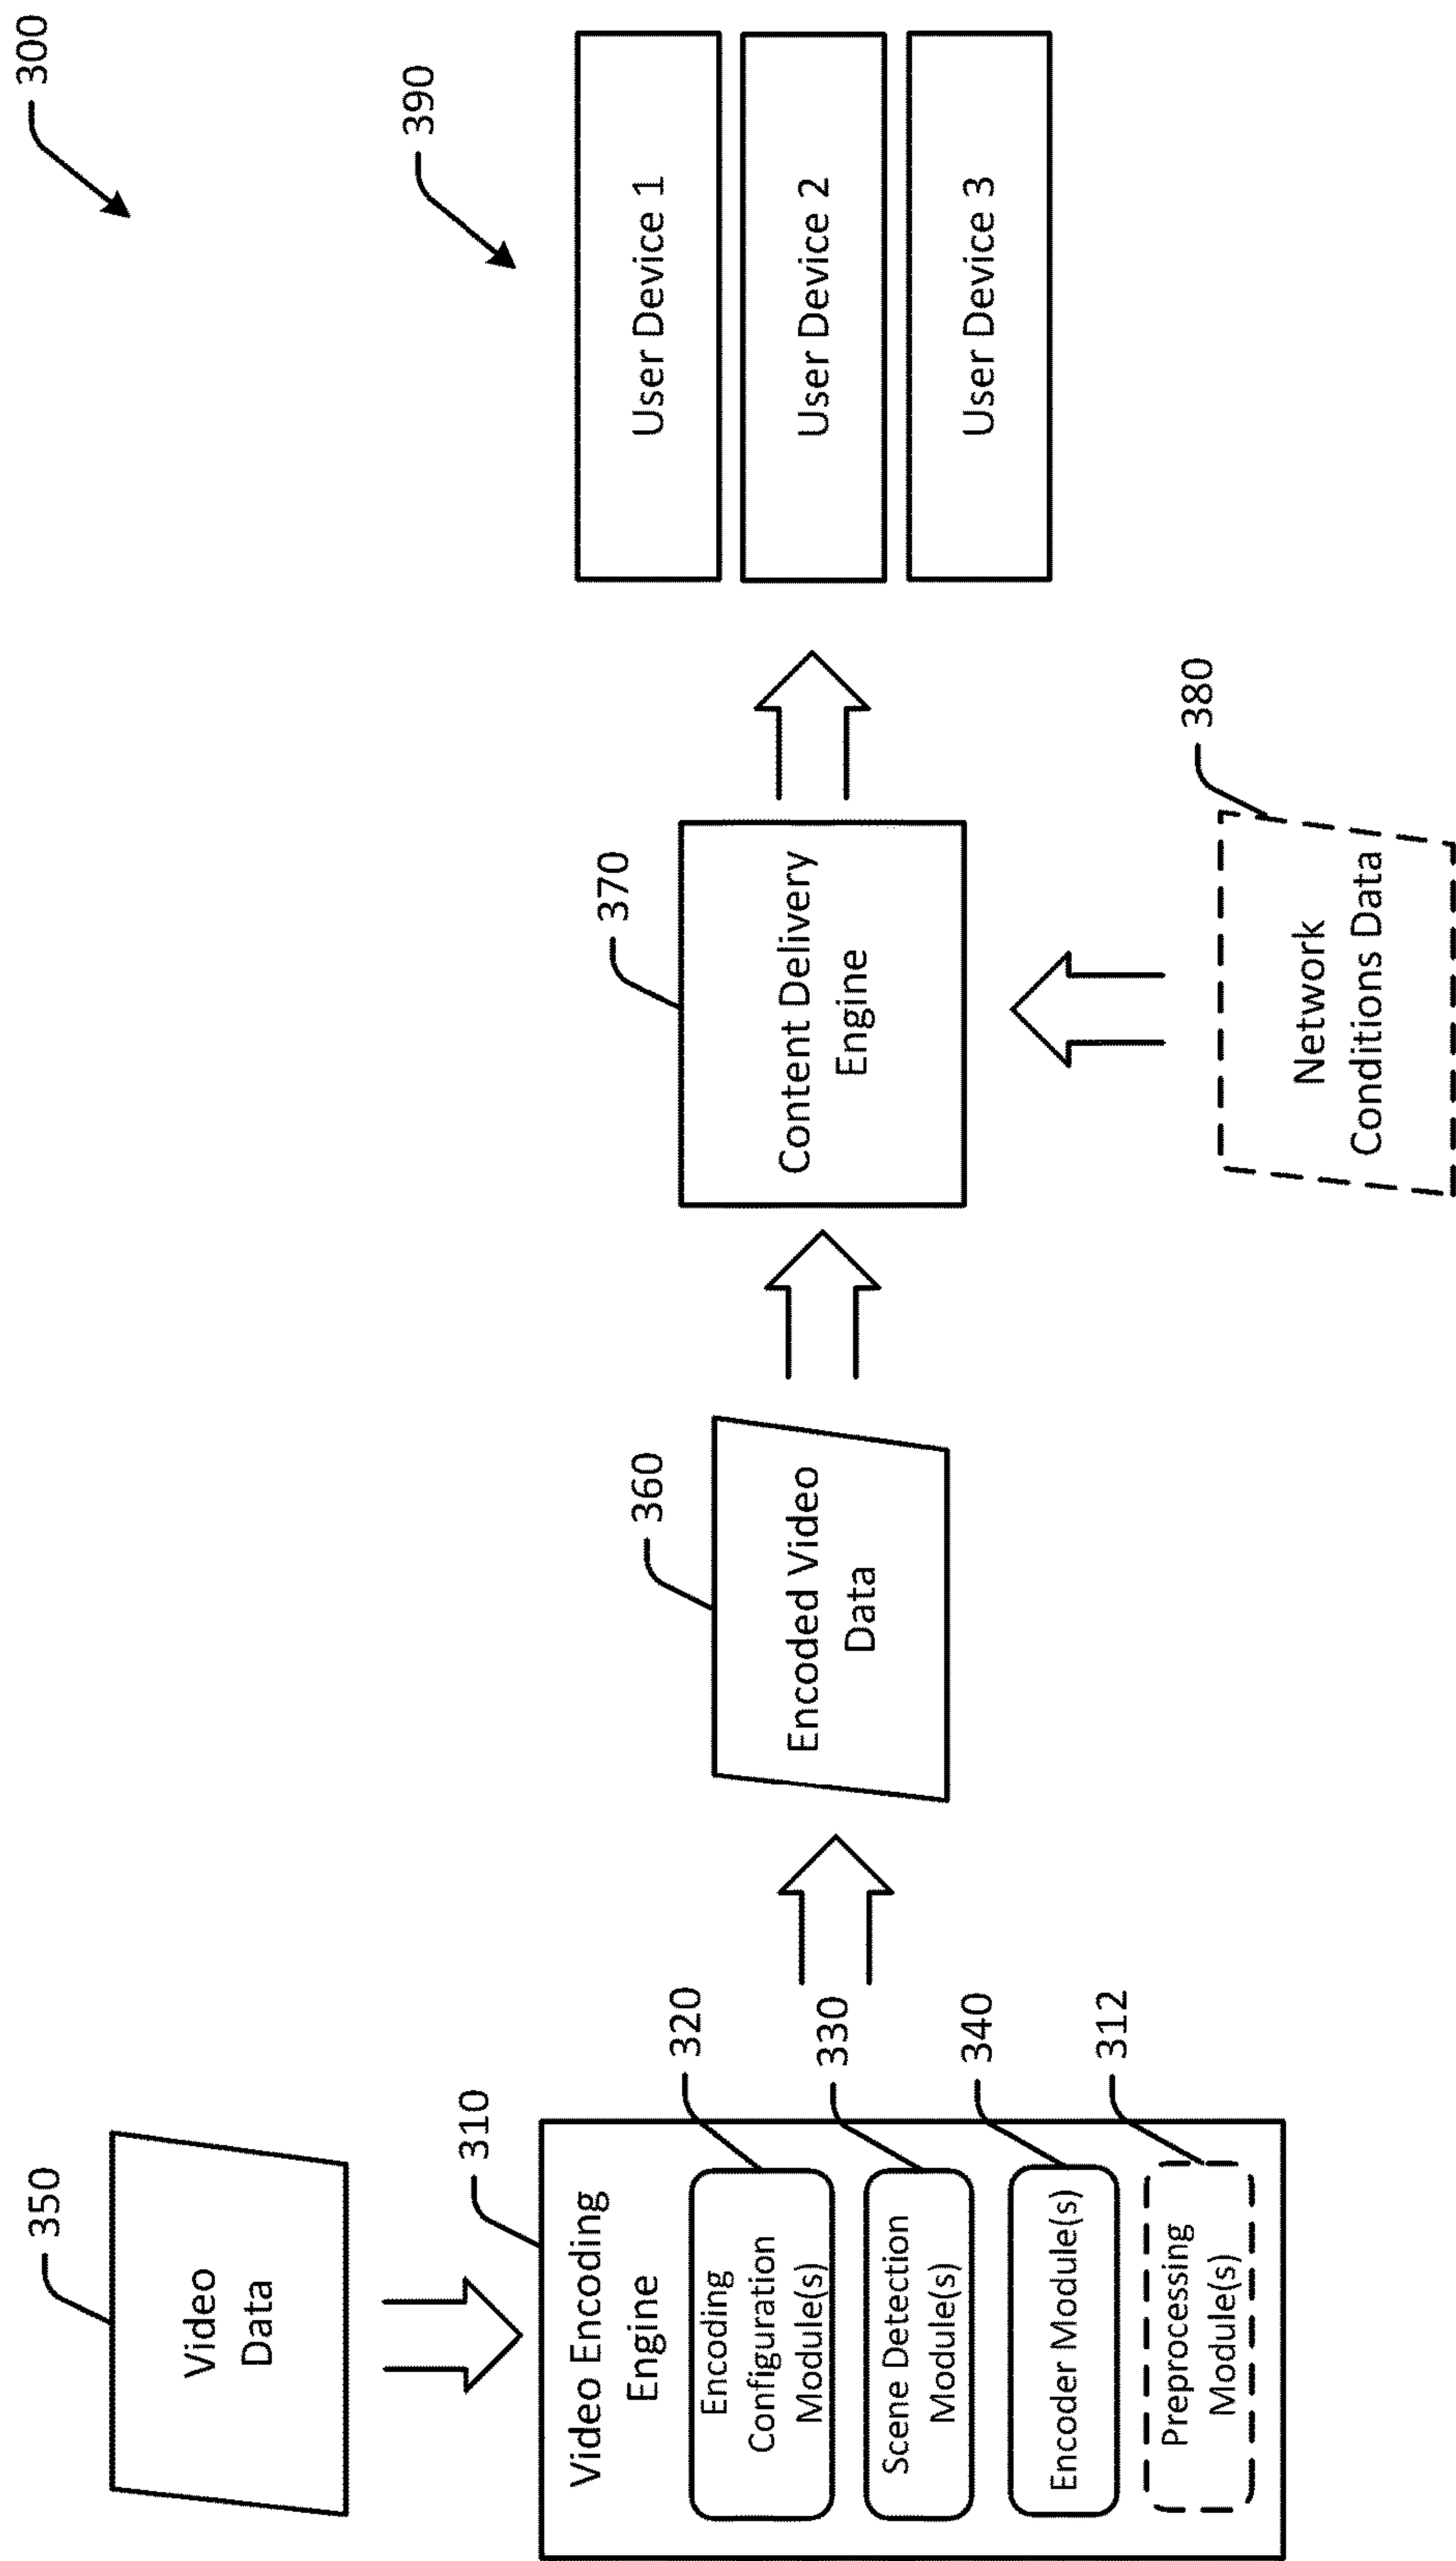 300
350
Video
Data
310
Video Encoding
Engine
320
Encoding
Configuration
Module(s)
330
Scene Detection
Module(s)
340
Encoder Module(s)
312
Preprocessing
Module(s)
360
Encoded Video
Data
370
Content Delivery
Engine
380
Network
Conditions Data
390
User Device 1
User Device 2
User Device 3